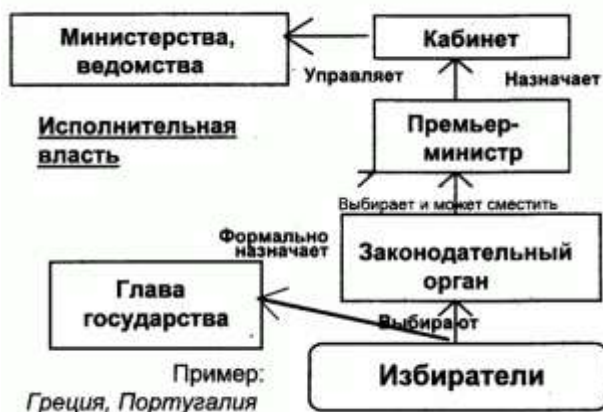 Министерства,
ведомства
Кабинет
Управляет
Назначает
Исполнительная
власть
Премьер-
министр
Выбирает и может сместить
Формально
назначает
Законодательный
орган
Глава
государства
Выбирают
Избиратели
Пример:
Греция, Португалия